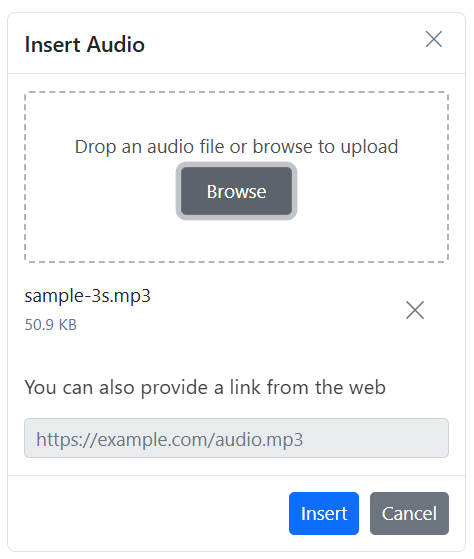 Insert Audio
Drop an audio file or browse to upload
Browse
sample-3s.mp3
50.9 KB
You can also provide a link from the web
https://example.com/audio.mp3
Insert Cancel